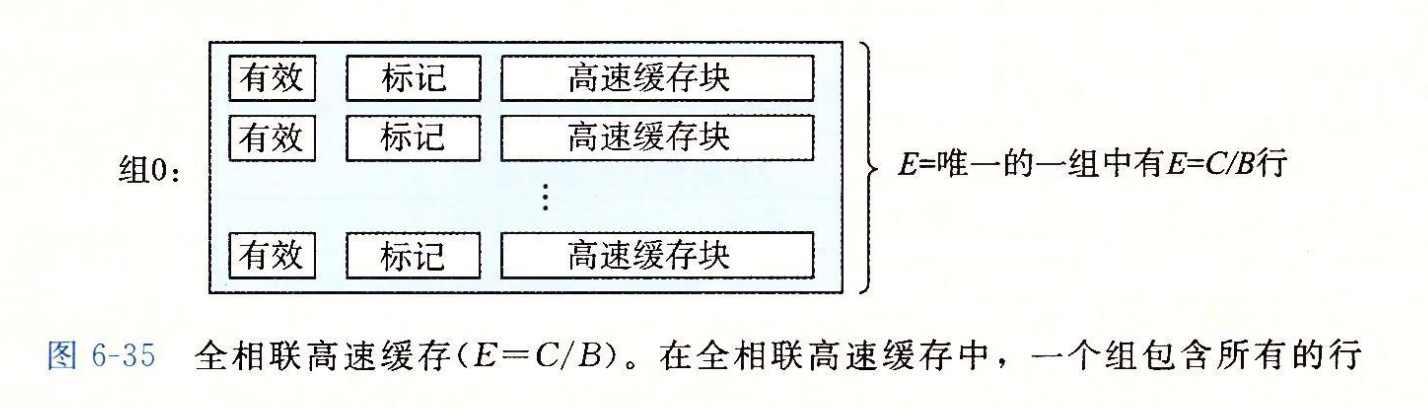 有效 标记 高速缓存块
有效 标记 高速缓存块
组0: E=唯一的一组中有E=C/B行
⋮
有效 标记 高速缓存块
图 6-35 全相联高速缓存(E=C/B)。在全相联高速缓存中，一个组包含所有的行